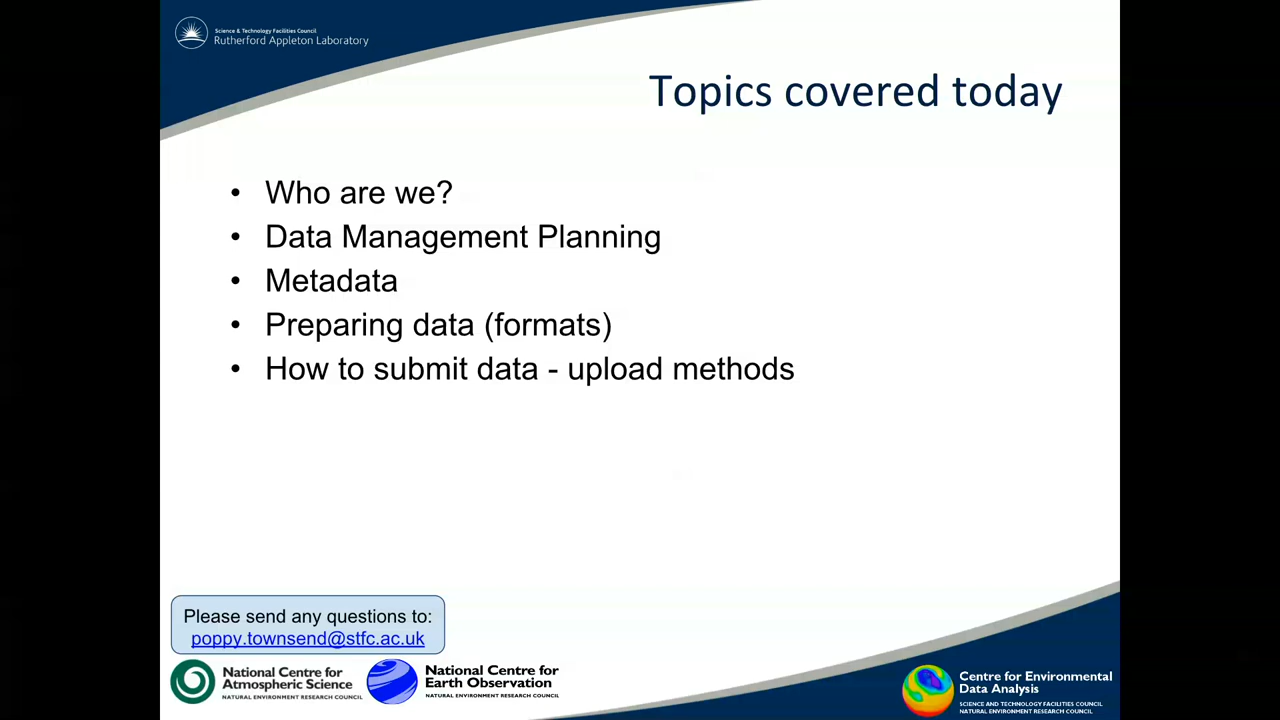 Science & Technology Facilities Council
Rutherford Appleton Laboratory
Topics covered today
• Who are we?
• Data Management Planning
• Metadata
• Preparing data (formats)
• How to submit data - upload methods
Please send any questions to:
poppy.townsend@stfc.ac.uk
National Centre for
Atmospheric Science
NATURAL ENVIRONMENT RESEARCH COUNCIL
National Centre for
Earth Observation
NATURAL ENVIRONMENT RESEARCH COUNCIL
Centre for Environmental
Data Analysis
SCIENCE AND TECHNOLOGY FACILITIES COUNCIL
NATURAL ENVIRONMENT RESEARCH COUNCIL